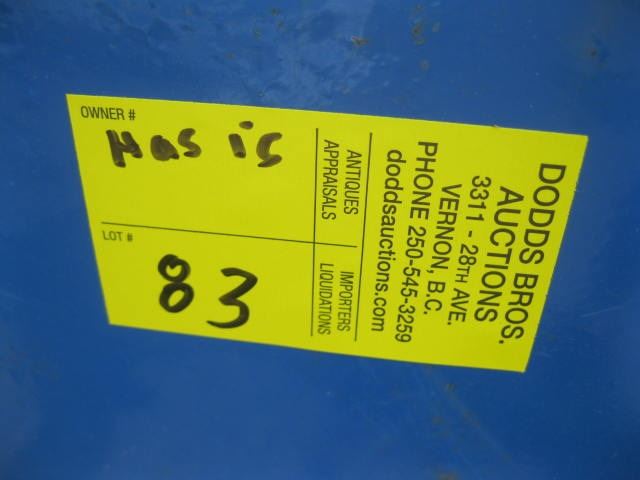 OWNER #
Mas ic
LOT #
83
ANTIQUES
APPRAISALS
IMPORTERS
LIQUIDATIONS
DODDS BROS.
AUCTIONS
3311 - 28TH AVE.
VERNON, B.C.
PHONE 250-545-3259
doddsauctions.com